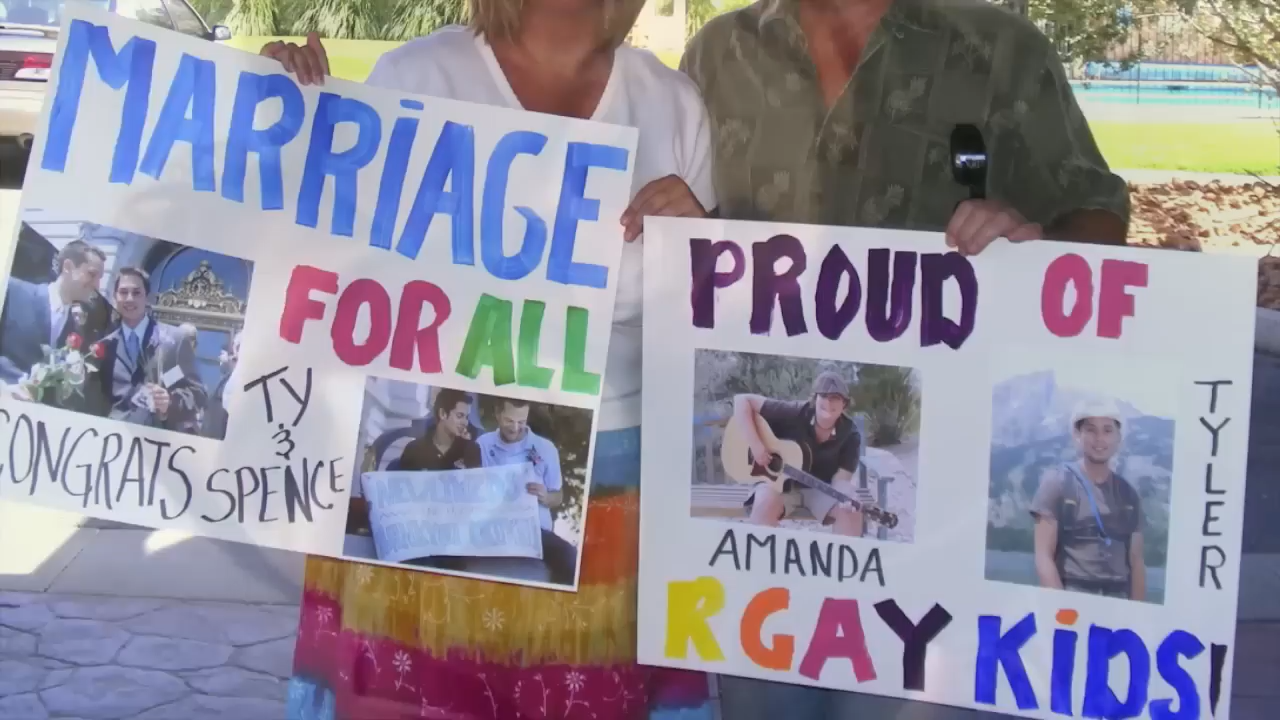 MARRIAGE
FOR ALL
TY
&
CONGRATS SPENCE
PROUD OF
AMANDA
TYLER
R GAY KIDS!